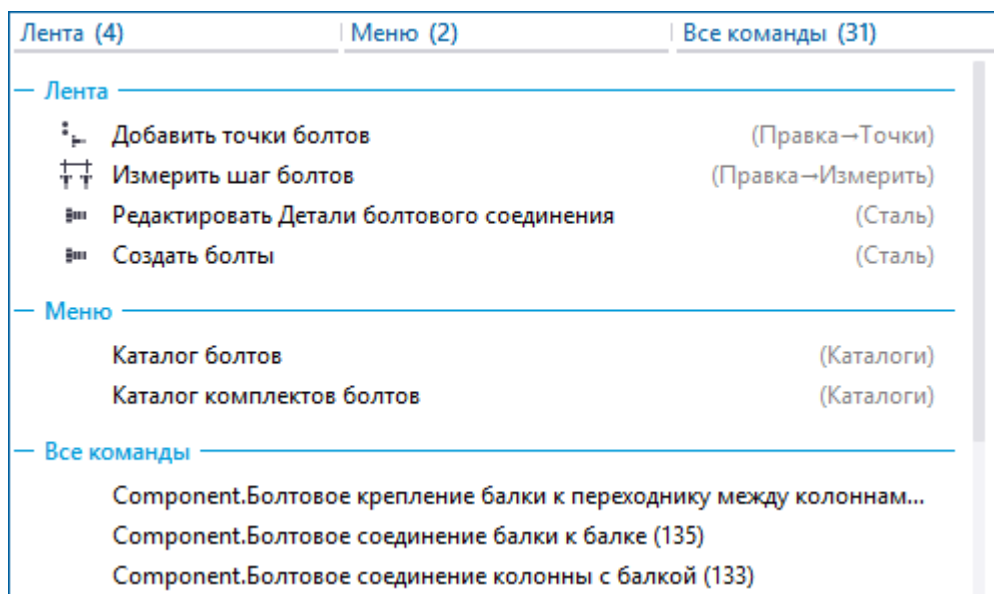 Лента (4) Меню (2) Все команды (31)
Лента
Добавить точки болтов (Правка→Точки)
Измерить шаг болтов (Правка→Измерить)
Редактировать Детали болтового соединения (Сталь)
Создать болты (Сталь)
Меню
Каталог болтов (Каталоги)
Каталог комплектов болтов (Каталоги)
Все команды
Component.Болтовое крепление балки к переходнику между колоннам...
Component.Болтовое соединение балки к балке (135)
Component.Болтовое соединение колонны с балкой (133)